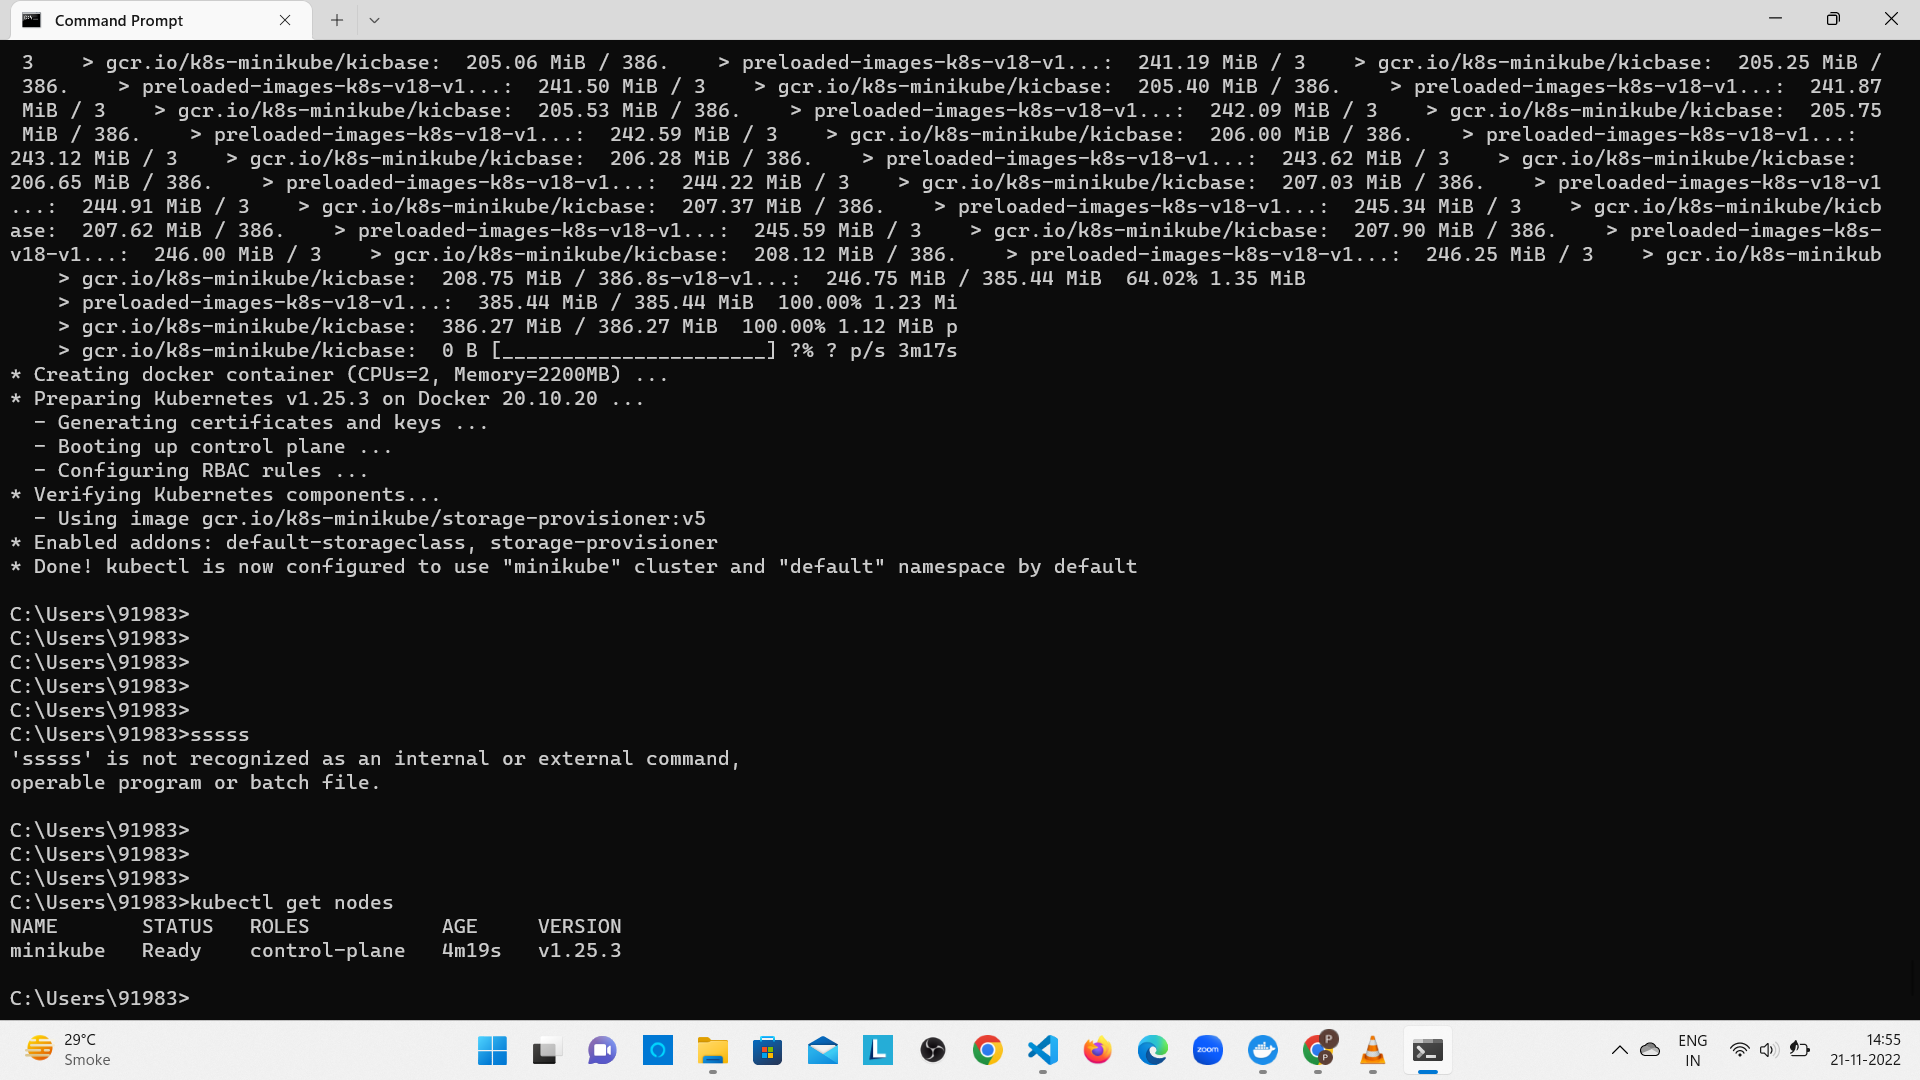 Command Prompt
3    > gcr.io/k8s-minikube/kicbase:  205.06 MiB / 386.    > preloaded-images-k8s-v18-v1...:  241.19 MiB / 3    > gcr.io/k8s-minikube/kicbase:  205.25 MiB /
386.    > preloaded-images-k8s-v18-v1...:  241.50 MiB / 3    > gcr.io/k8s-minikube/kicbase:  205.40 MiB / 386.    > preloaded-images-k8s-v18-v1...:  241.87
MiB / 3    > gcr.io/k8s-minikube/kicbase:  205.53 MiB / 386.    > preloaded-images-k8s-v18-v1...:  242.09 MiB / 3    > gcr.io/k8s-minikube/kicbase:  205.75
MiB / 386.    > preloaded-images-k8s-v18-v1...:  242.59 MiB / 3    > gcr.io/k8s-minikube/kicbase:  206.00 MiB / 386.    > preloaded-images-k8s-v18-v1...:
243.12 MiB / 3    > gcr.io/k8s-minikube/kicbase:  206.28 MiB / 386.    > preloaded-images-k8s-v18-v1...:  243.62 MiB / 3    > gcr.io/k8s-minikube/kicbase:
206.65 MiB / 386.    > preloaded-images-k8s-v18-v1...:  244.22 MiB / 3    > gcr.io/k8s-minikube/kicbase:  207.03 MiB / 386.    > preloaded-images-k8s-v18-v1
...:  244.91 MiB / 3    > gcr.io/k8s-minikube/kicbase:  207.37 MiB / 386.    > preloaded-images-k8s-v18-v1...:  245.34 MiB / 3    > gcr.io/k8s-minikube/kicb
ase:  207.62 MiB / 386.    > preloaded-images-k8s-v18-v1...:  245.59 MiB / 3    > gcr.io/k8s-minikube/kicbase:  207.90 MiB / 386.    > preloaded-images-k8s-
v18-v1...:  246.00 MiB / 3    > gcr.io/k8s-minikube/kicbase:  208.12 MiB / 386.    > preloaded-images-k8s-v18-v1...:  246.25 MiB / 3    > gcr.io/k8s-minikub
    > gcr.io/k8s-minikube/kicbase:  208.75 MiB / 386.8s-v18-v1...:  246.75 MiB / 385.44 MiB  64.02% 1.35 MiB
    > preloaded-images-k8s-v18-v1...:  385.44 MiB / 385.44 MiB  100.00% 1.23 Mi
    > gcr.io/k8s-minikube/kicbase:  386.27 MiB / 386.27 MiB  100.00% 1.12 MiB p
    > gcr.io/k8s-minikube/kicbase:  0 B [______________________] ?% ? p/s 3m17s
* Creating docker container (CPUs=2, Memory=2200MB) ...
* Preparing Kubernetes v1.25.3 on Docker 20.10.20 ...
  - Generating certificates and keys ...
  - Booting up control plane ...
  - Configuring RBAC rules ...
* Verifying Kubernetes components...
  - Using image gcr.io/k8s-minikube/storage-provisioner:v5
* Enabled addons: default-storageclass, storage-provisioner
* Done! kubectl is now configured to use "minikube" cluster and "default" namespace by default
C:\Users\91983>
C:\Users\91983>
C:\Users\91983>
C:\Users\91983>
C:\Users\91983>
C:\Users\91983>sssss
'sssss' is not recognized as an internal or external command,
operable program or batch file.
C:\Users\91983>
C:\Users\91983>
C:\Users\91983>
C:\Users\91983>kubectl get nodes
NAME       STATUS   ROLES           AGE     VERSION
minikube   Ready    control-plane   4m19s   v1.25.3
C:\Users\91983>
29°C
Smoke
L
zoom
P
P
ENG
IN
14:55
21-11-2022